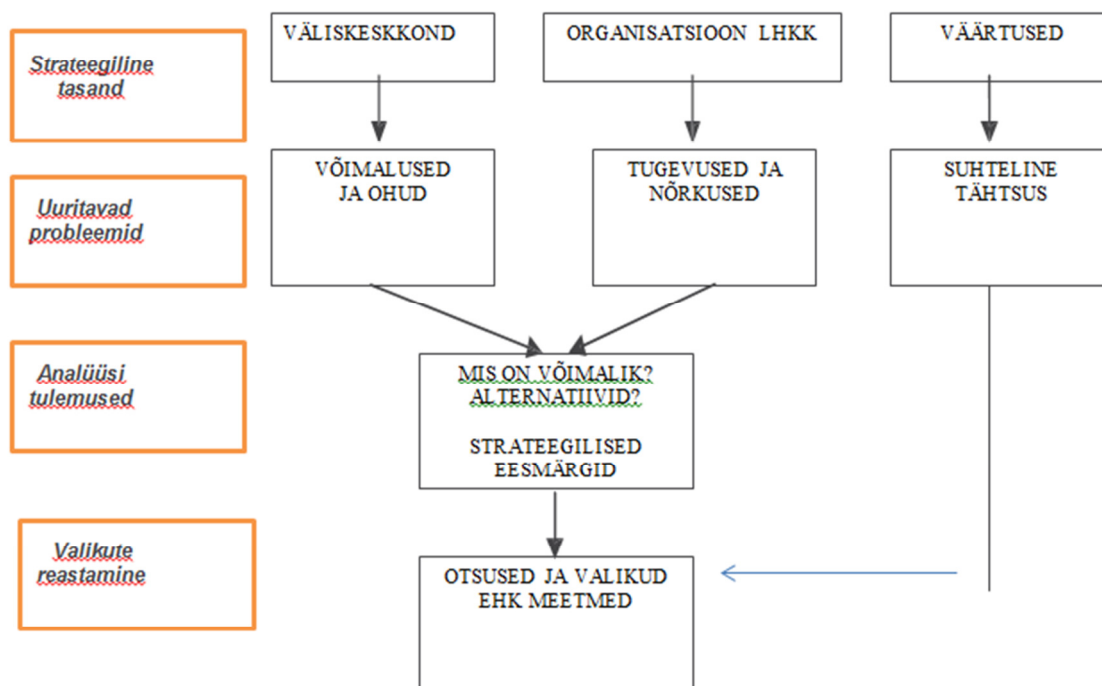 Strateegiline
tasand
VÄLISKESKKOND
ORGANISATSIOON LHKK
VÄÄRTUSED
Uuritavad
probleemid
VÕIMALUSED
JA OHUD
TUGEVUSED JA
NÕRKUSED
SUHTELINE
TÄHTSUS
Analüüsi
tulemused
MIS ON VÕIMALIK?
ALTERNATIIVID?
STRATEEGILISED
EESMÄRGID
Valikute
reastamine
OTSUSED JA VALIKUD
EHK MEETMED